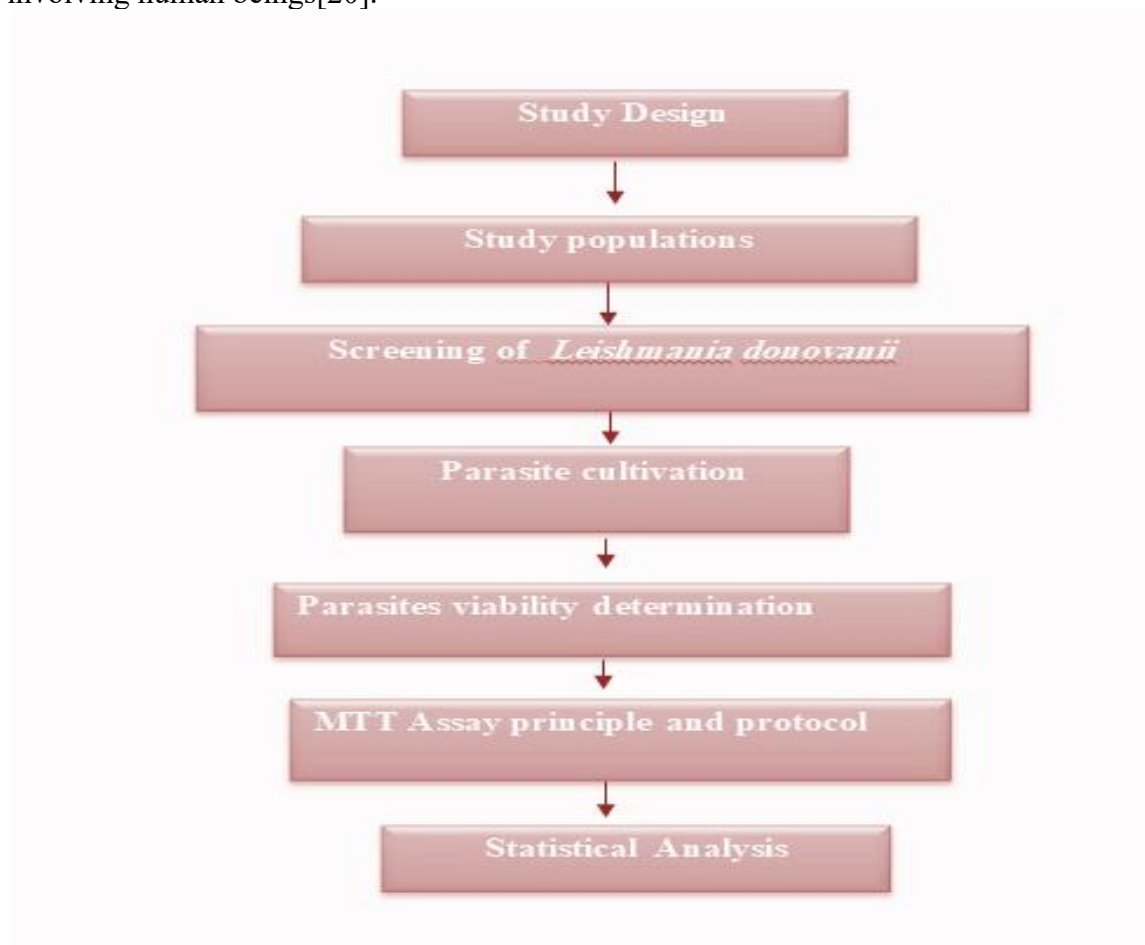 involving human beings[20].
Study Design
Study populations
Screening of Leishmania donovanii
Parasite cultivation
Parasites viability determination
MTT Assay principle and protocol
Statistical Analysis